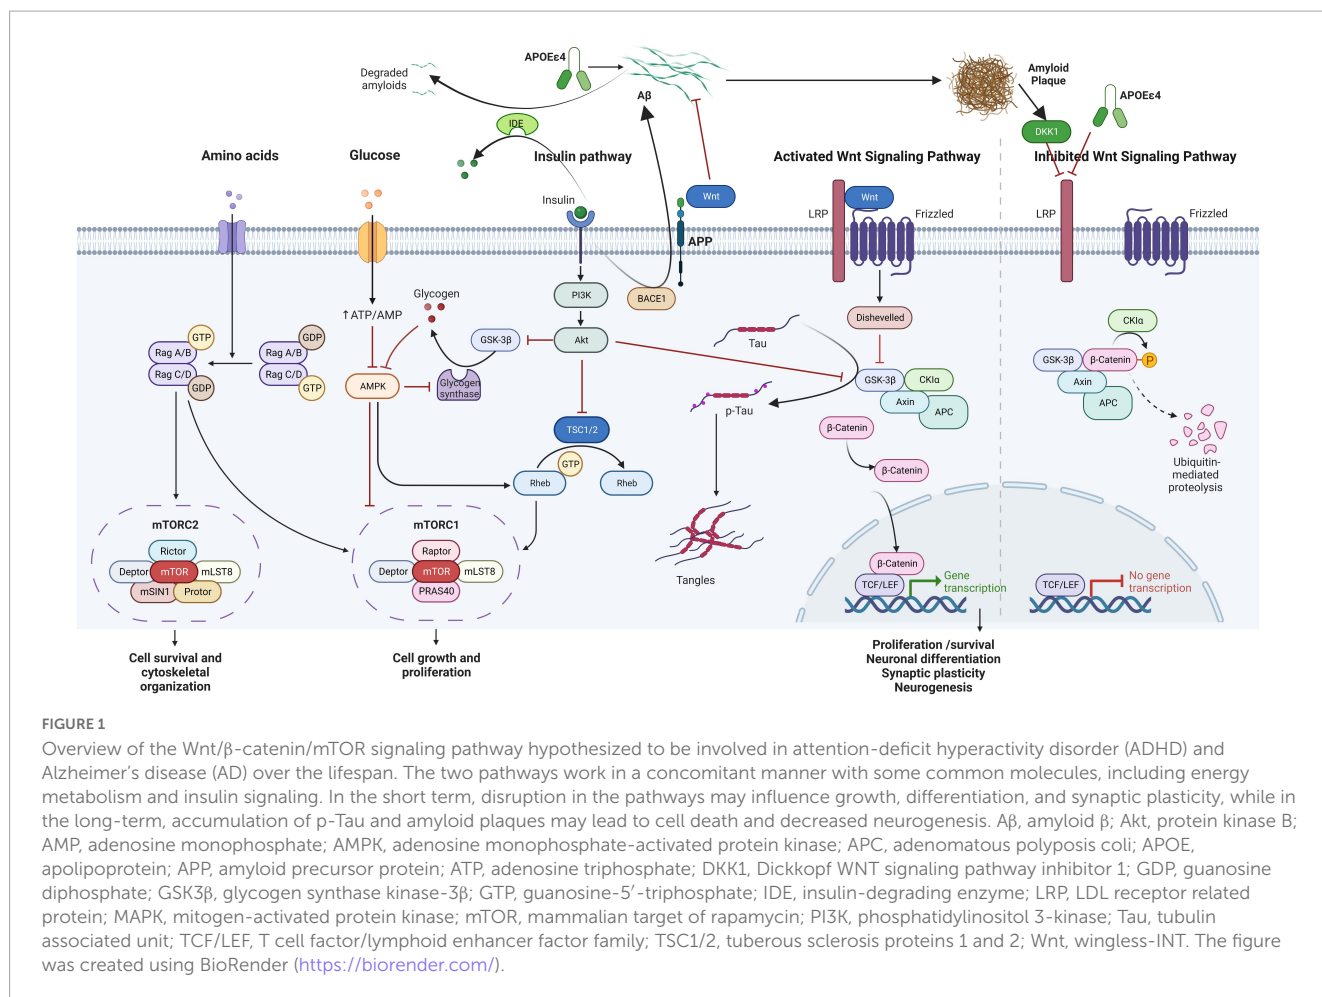 APOEε4
Degraded
amyloids
Aβ
Amyloid
Plaque
APOEε4
IDE
DKK1
Amino acids
Glucose
Insulin pathway
Activated Wnt Signaling Pathway
Inhibited Wnt Signaling Pathway
Insulin
Wnt
LRP
Wnt
Frizzled
LRP
Frizzled
APP
PI3K
BACE1
Glycogen
↑ATP/AMP
Dishevelled
CKIα
GTP
GDP
Rag A/B
Rag A/B
Rag C/D
Rag C/D
GDP
GTP
GSK-3β
Akt
Tau
GSK-3β
β-Catenin
P
Axin
APC
AMPK
Glycogen
synthase
GSK-3β
CKIα
Axin
APC
p-Tau
TSC1/2
β-Catenin
GTP
Rheb
Rheb
β-Catenin
Ubiquitin-
mediated
proteolysis
mTORC2
mTORC1
Rictor
Deptor
mTOR
mLST8
mSIN1
Protor
Raptor
Deptor
mTOR
mLST8
PRAS40
Tangles
β-Catenin
TCF/LEF
Gene
transcription
TCF/LEF
No gene
transcription
Cell survival and
cytoskeletal
organization
Cell growth and
proliferation
Proliferation /survival
Neuronal differentiation
Synaptic plasticity
Neurogenesis
FIGURE 1
Overview of the Wnt/β-catenin/mTOR signaling pathway hypothesized to be involved in attention-deficit hyperactivity disorder (ADHD) and
Alzheimer's disease (AD) over the lifespan. The two pathways work in a concomitant manner with some common molecules, including energy
metabolism and insulin signaling. In the short term, disruption in the pathways may influence growth, differentiation, and synaptic plasticity, while in
the long-term, accumulation of p-Tau and amyloid plaques may lead to cell death and decreased neurogenesis. Aβ, amyloid β; Akt, protein kinase B;
AMP, adenosine monophosphate; AMPK, adenosine monophosphate-activated protein kinase; APC, adenomatous polyposis coli; APOE,
apolipoprotein; APP, amyloid precursor protein; ATP, adenosine triphosphate; DKK1, Dickkopf WNT signaling pathway inhibitor 1; GDP, guanosine
diphosphate; GSK3β, glycogen synthase kinase-3β; GTP, guanosine-5′-triphosphate; IDE, insulin-degrading enzyme; LRP, LDL receptor related
protein; MAPK, mitogen-activated protein kinase; mTOR, mammalian target of rapamycin; PI3K, phosphatidylinositol 3-kinase; Tau, tubulin
associated unit; TCF/LEF, T cell factor/lymphoid enhancer factor family; TSC1/2, tuberous sclerosis proteins 1 and 2; Wnt, wingless-INT. The figure
was created using BioRender (https://biorender.com/).